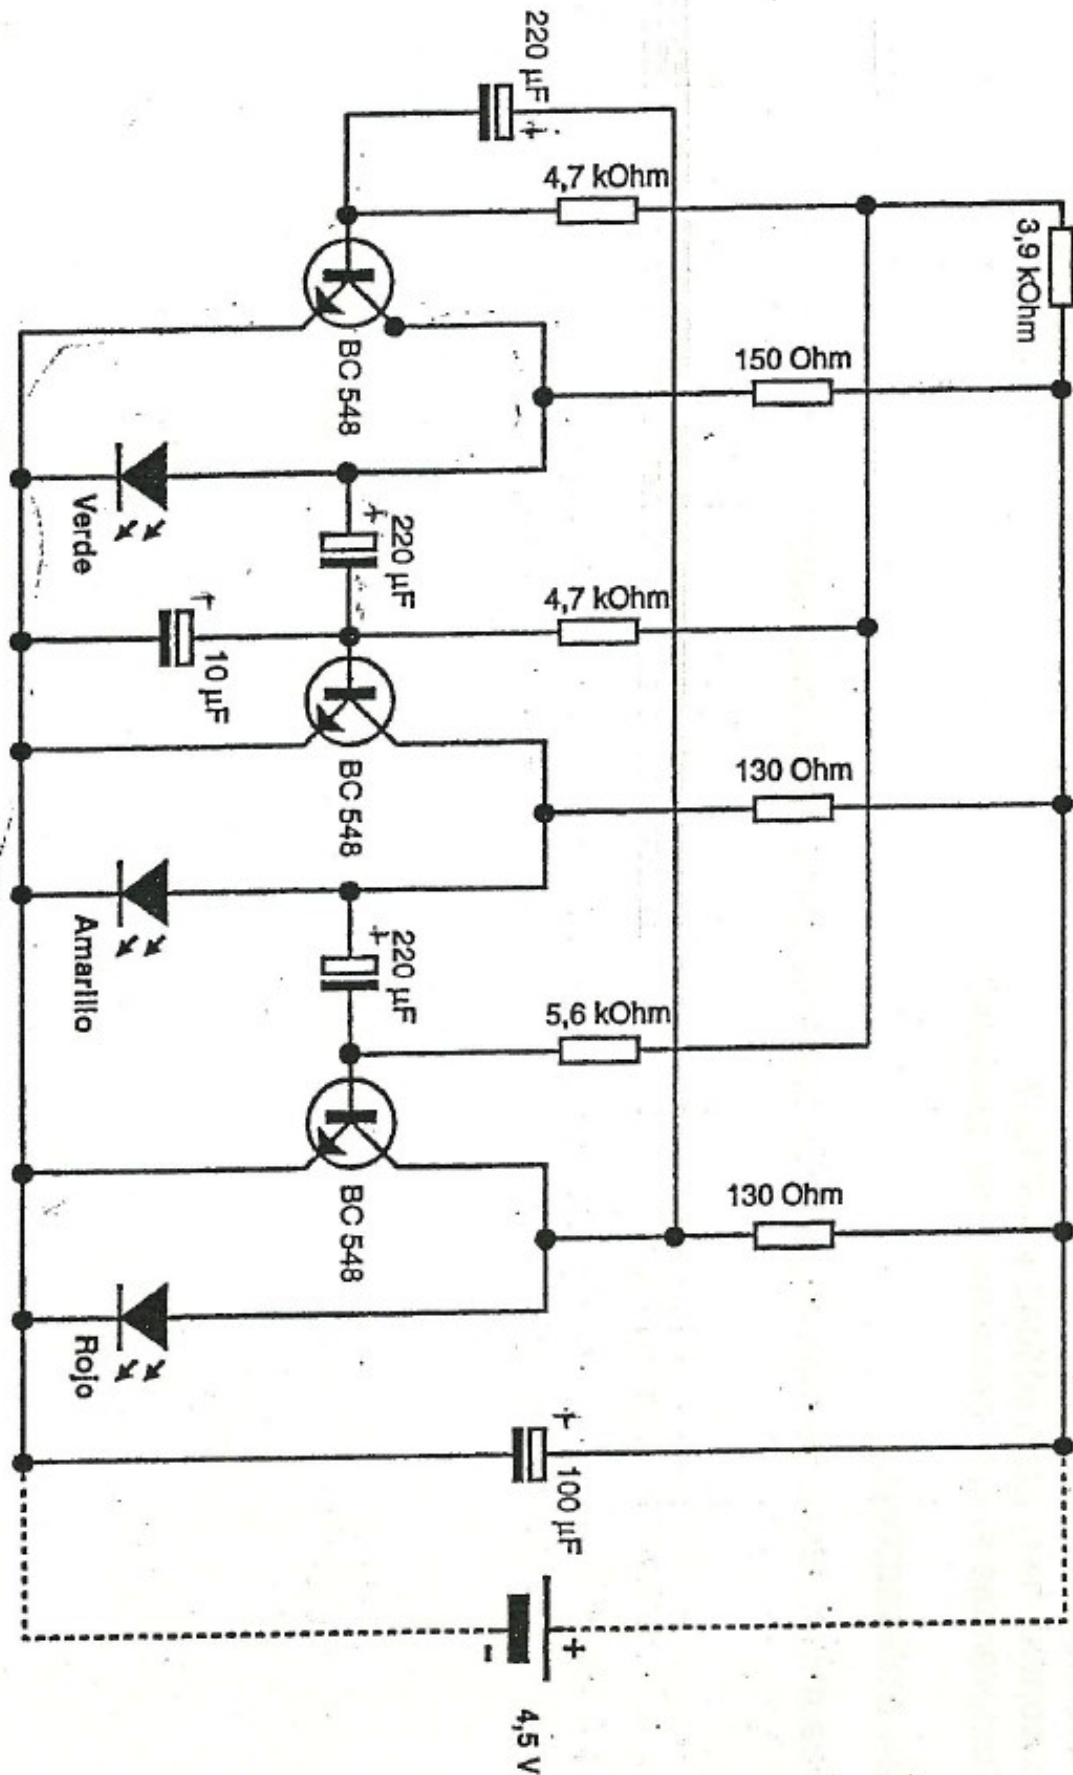 220 µF
+
4,7 kOhm
3,9 kOhm
150 Ohm
BC 548
Verde
+
220 µF
4,7 kOhm
+
10 µF
130 Ohm
BC 548
Amarillo
+
220 µF
5,6 kOhm
130 Ohm
BC 548
Rojo
+
100 µF
+
-
4,5 V